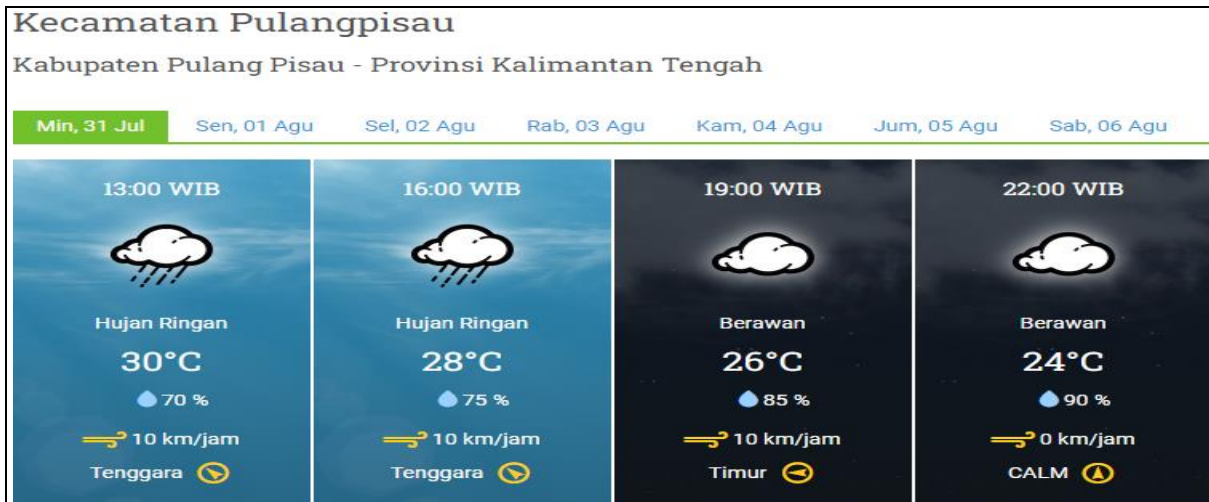 Kecamatan Pulangpisau
Kabupaten Pulang Pisau - Provinsi Kalimantan Tengah
Min, 31 Jul Sen, 01 Agu Sel, 02 Agu Rab, 03 Agu Kam, 04 Agu Jum, 05 Agu Sab, 06 Agu
13:00 WIB 16:00 WIB 19:00 WIB 22:00 WIB
Hujan Ringan Hujan Ringan Berawan Berawan
30°C 28°C 26°C 24°C
70 % 75 % 85 % 90 %
10 km/jam 10 km/jam 10 km/jam 0 km/jam
Tenggara Tenggara Timur CALM